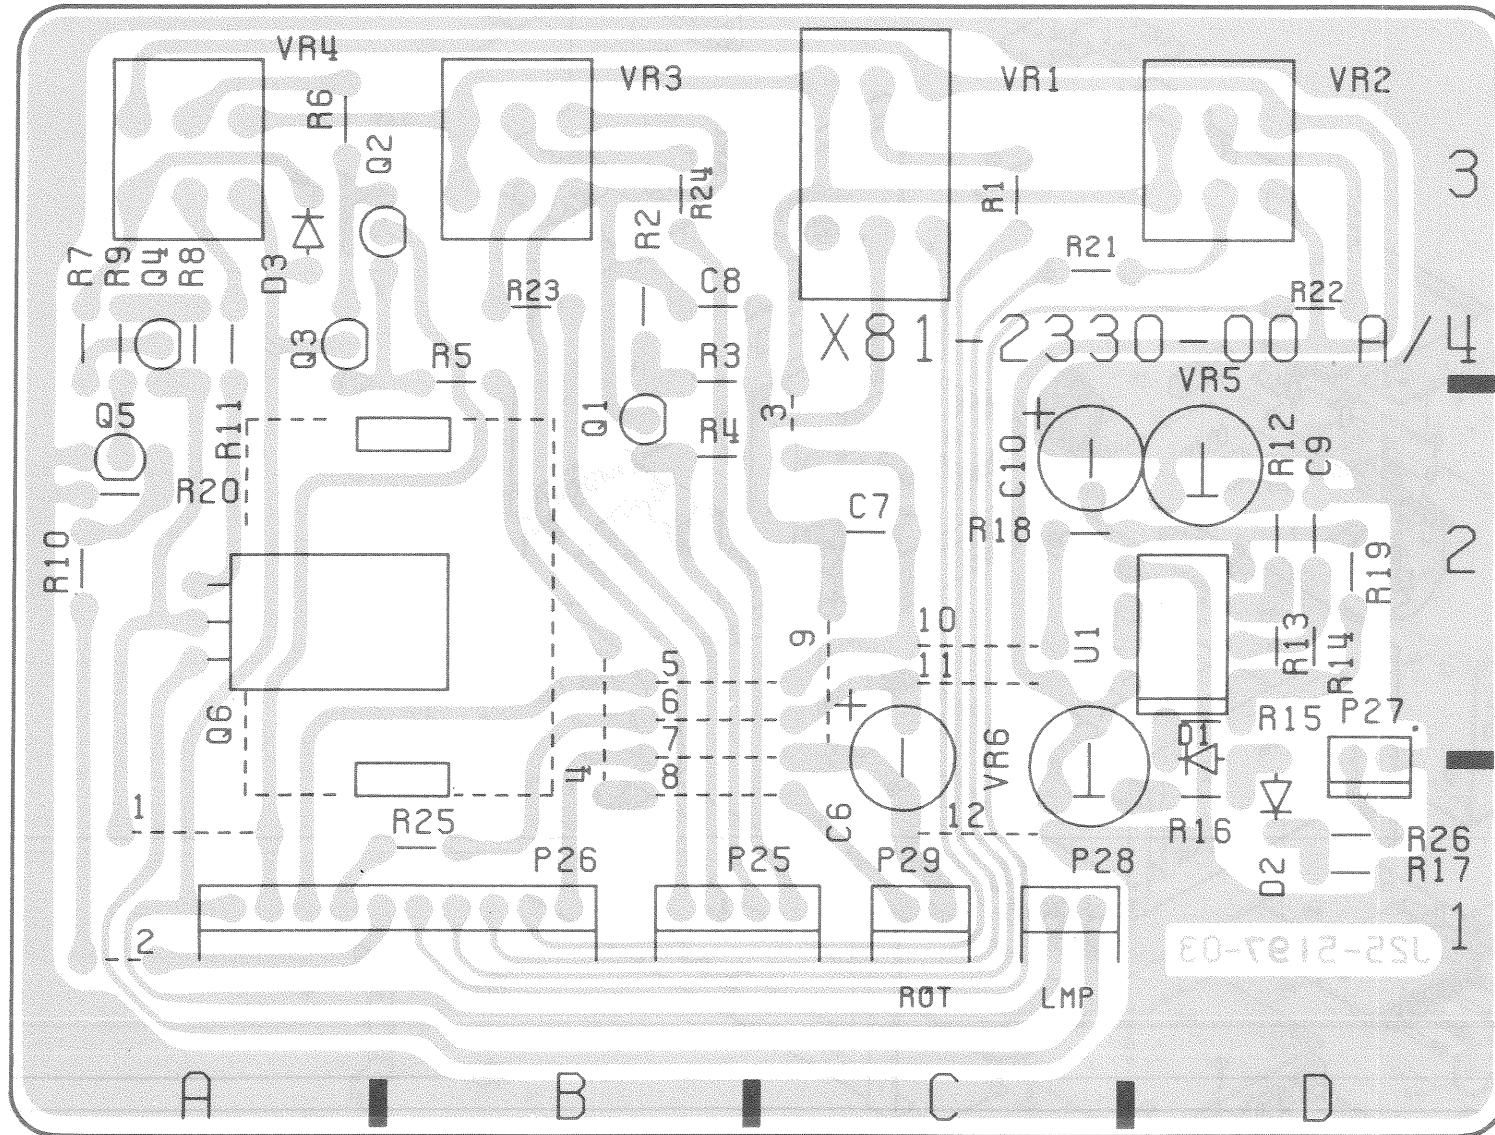 VR4
VR3
VR1
VR2
R6
Q2
R24
R1
3
R2
R7
R9
Q4
R8
D3
R21
R23
C8
R22
Q3
X81-2330-00 A/4
R5
R3
VR5
Q5
R11
Q1
3
R4
C10
R12
C9
R20
C7
R18
R10
2
R19
9
10
U1
R13
R14
5
11
6
Q6
7
VR6
D1
R15
P27
4
8
1
R25
C6
12
R16
R26
P26
P25
P29
P28
D2
R17
2
1
J25-5197-03
ROT
LMP
A
B
C
D